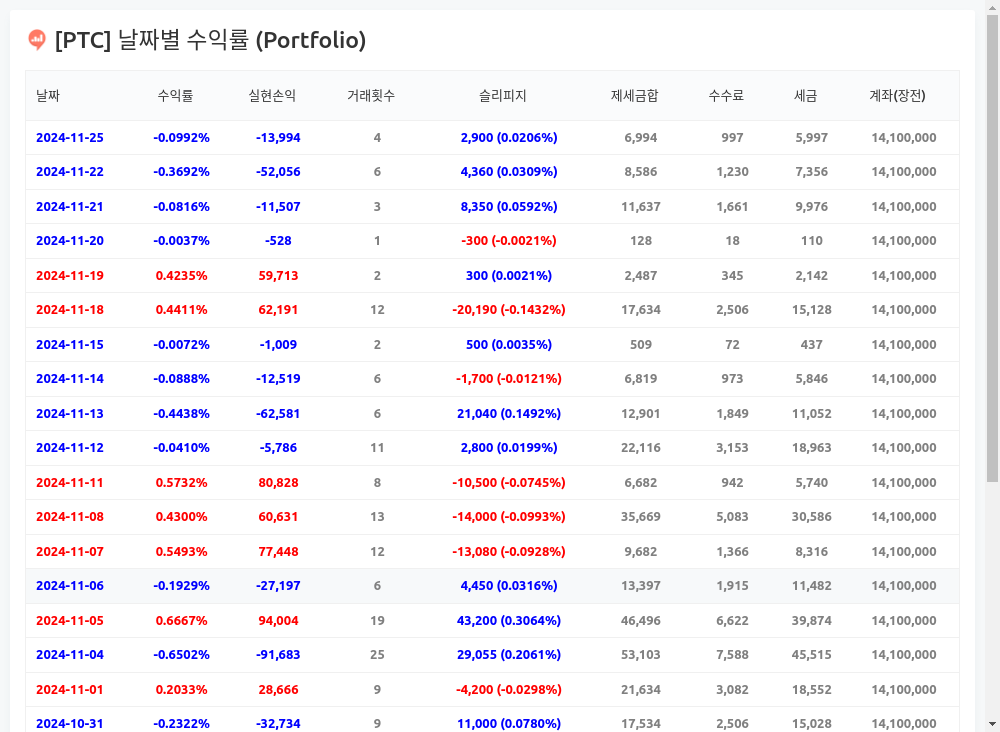 [PTC] 날짜별 수익률 (Portfolio)
날짜 수익률 실현손익 거래횟수 슬리피지 제세금합 수수료 세금 계좌(장전)
2024-11-25 -0.0992% -13,994 4 2,900 (0.0206%) 6,994 997 5,997 14,100,000
2024-11-22 -0.3692% -52,056 6 4,360 (0.0309%) 8,586 1,230 7,356 14,100,000
2024-11-21 -0.0816% -11,507 3 8,350 (0.0592%) 11,637 1,661 9,976 14,100,000
2024-11-20 -0.0037% -528 1 -300 (-0.0021%) 128 18 110 14,100,000
2024-11-19 0.4235% 59,713 2 300 (0.0021%) 2,487 345 2,142 14,100,000
2024-11-18 0.4411% 62,191 12 -20,190 (-0.1432%) 17,634 2,506 15,128 14,100,000
2024-11-15 -0.0072% -1,009 2 500 (0.0035%) 509 72 437 14,100,000
2024-11-14 -0.0888% -12,519 6 -1,700 (-0.0121%) 6,819 973 5,846 14,100,000
2024-11-13 -0.4438% -62,581 6 21,040 (0.1492%) 12,901 1,849 11,052 14,100,000
2024-11-12 -0.0410% -5,786 11 2,800 (0.0199%) 22,116 3,153 18,963 14,100,000
2024-11-11 0.5732% 80,828 8 -10,500 (-0.0745%) 6,682 942 5,740 14,100,000
2024-11-08 0.4300% 60,631 13 -14,000 (-0.0993%) 35,669 5,083 30,586 14,100,000
2024-11-07 0.5493% 77,448 12 -13,080 (-0.0928%) 9,682 1,366 8,316 14,100,000
2024-11-06 -0.1929% -27,197 6 4,450 (0.0316%) 13,397 1,915 11,482 14,100,000
2024-11-05 0.6667% 94,004 19 43,200 (0.3064%) 46,496 6,622 39,874 14,100,000
2024-11-04 -0.6502% -91,683 25 29,055 (0.2061%) 53,103 7,588 45,515 14,100,000
2024-11-01 0.2033% 28,666 9 -4,200 (-0.0298%) 21,634 3,082 18,552 14,100,000
2024-10-31 -0.2322% -32,734 9 11,000 (0.0780%) 17,534 2,506 15,028 14,100,000